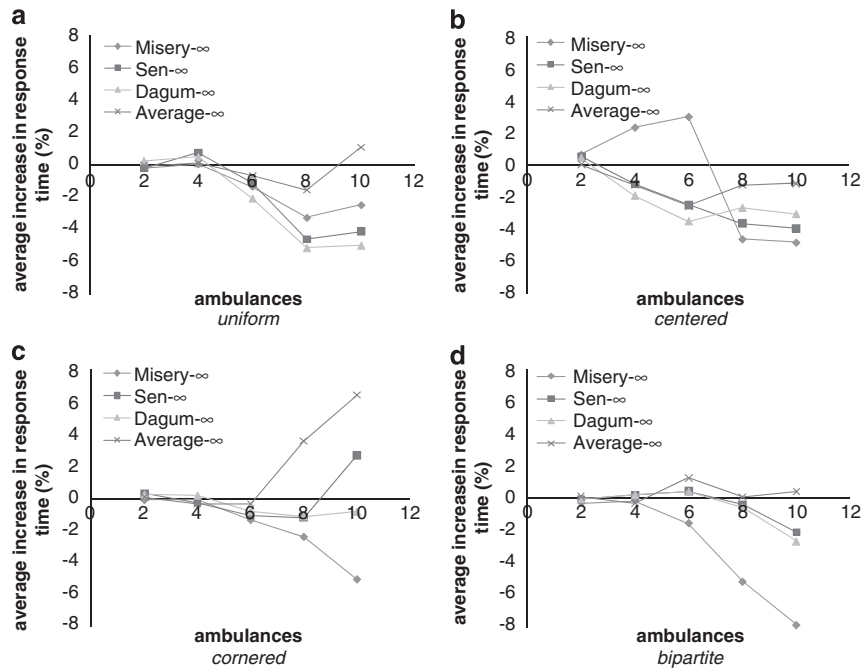 a
average increase in response
time (%)
8
6
4
2
0
-2
-4
-6
-8
Misery-∞
Sen-∞
Dagum-∞
Average-∞
0 2 4 6 8 10 12
ambulances
uniform
b
average increase in response
time (%)
8
6
4
2
0
-2
-4
-6
-8
Misery-∞
Sen-∞
Dagum-∞
Average-∞
0 2 4 6 8 10 12
ambulances
centered
c
average increase in response
time (%)
8
6
4
2
0
-2
-4
-6
-8
Misery-∞
Sen-∞
Dagum-∞
Average-∞
0 2 4 6 8 10 12
ambulances
cornered
d
average increase in response
time (%)
8
6
4
2
0
-2
-4
-6
-8
Misery-∞
Sen-∞
Dagum-∞
Average-∞
0 2 4 6 8 10 12
ambulances
bipartite